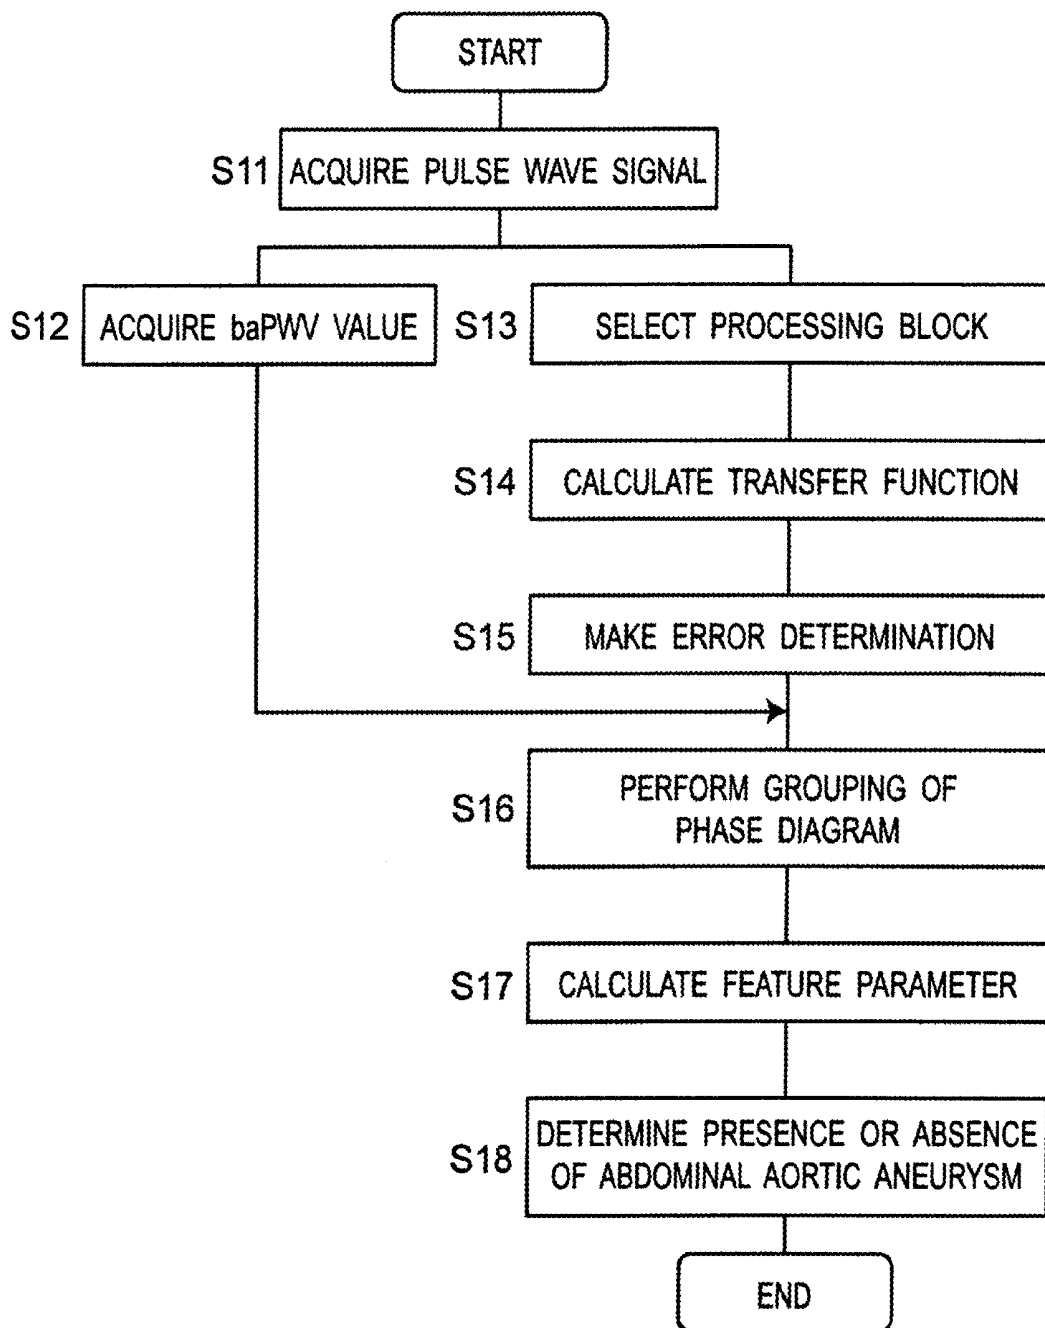 START
S11 ACQUIRE PULSE WAVE SIGNAL
S12 ACQUIRE baPWV VALUE
S13 SELECT PROCESSING BLOCK
S14 CALCULATE TRANSFER FUNCTION
S15 MAKE ERROR DETERMINATION
S16 PERFORM GROUPING OF
PHASE DIAGRAM
S17 CALCULATE FEATURE PARAMETER
S18 DETERMINE PRESENCE OR ABSENCE
OF ABDOMINAL AORTIC ANEURYSM
END